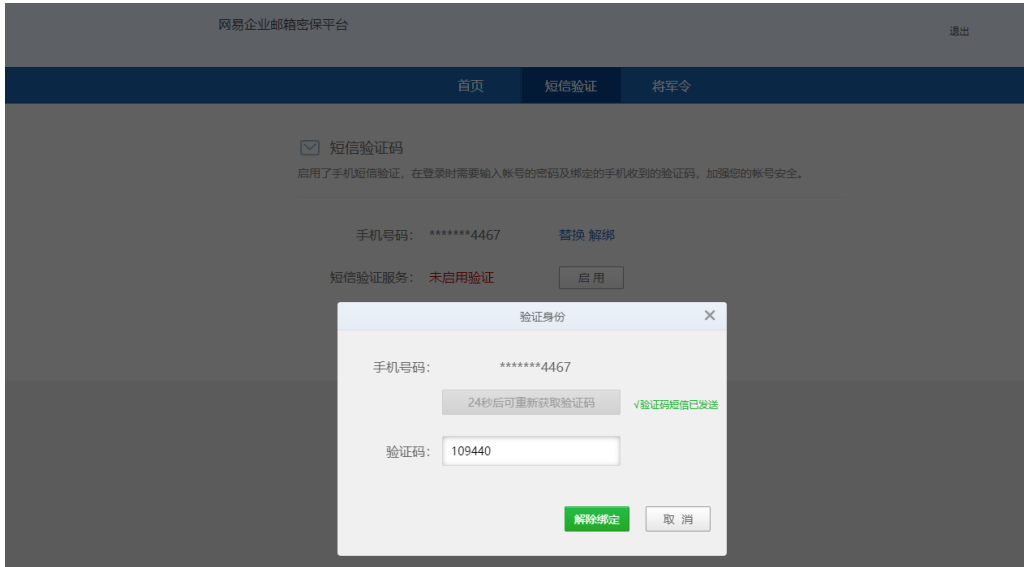 网易企业邮箱密保平台
退出
首页 短信验证 将军令
短信验证码
启用了手机短信验证，在登录时需要输入帐号的密码及绑定的手机收到的验证码，加强您的帐号安全。
手机号码： *******4467 替换 解绑
短信验证服务： 未启用验证 启 用
验证身份
手机号码： *******4467
24秒后可重新获取验证码 √验证码短信已发送
验证码： 109440
解除绑定 取 消